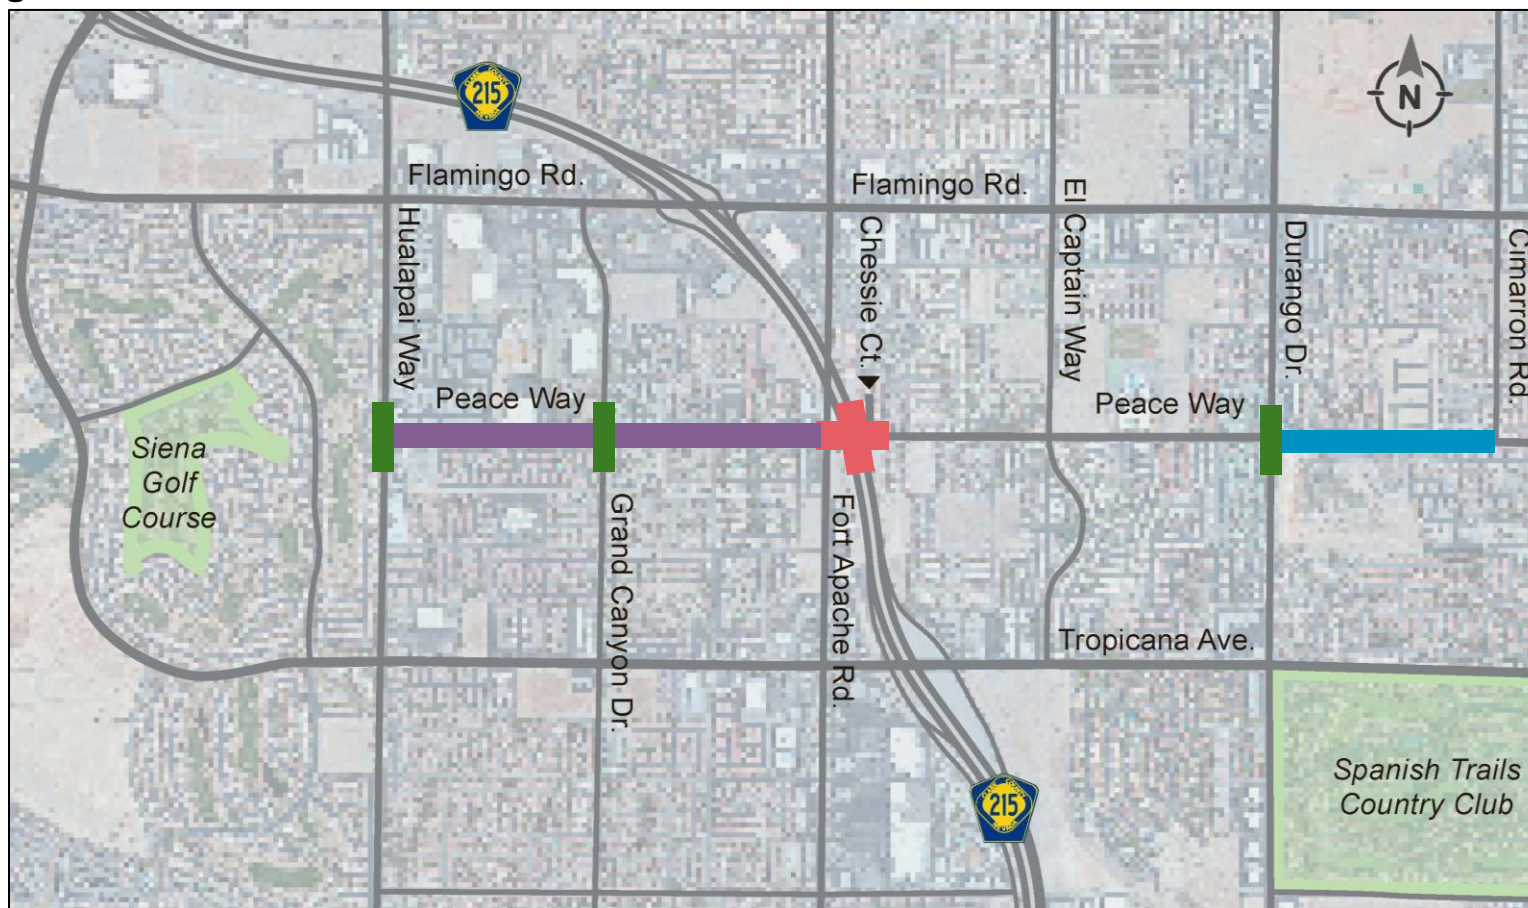 215
Flamingo Rd.
Flamingo Rd.
N
Hualapai Way
Chessie Ct.
El Captain Way
Durango Dr.
Cimarron Rd.
Peace Way
Peace Way
Siena
Golf
Course
Grand Canyon Dr.
Fort Apache Rd.
Tropicana Ave.
Spanish Trails
Country Club
215